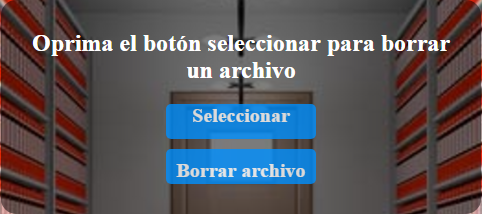 Oprima el botón seleccionar para borrar
un archivo
Seleccionar
Borrar archivo